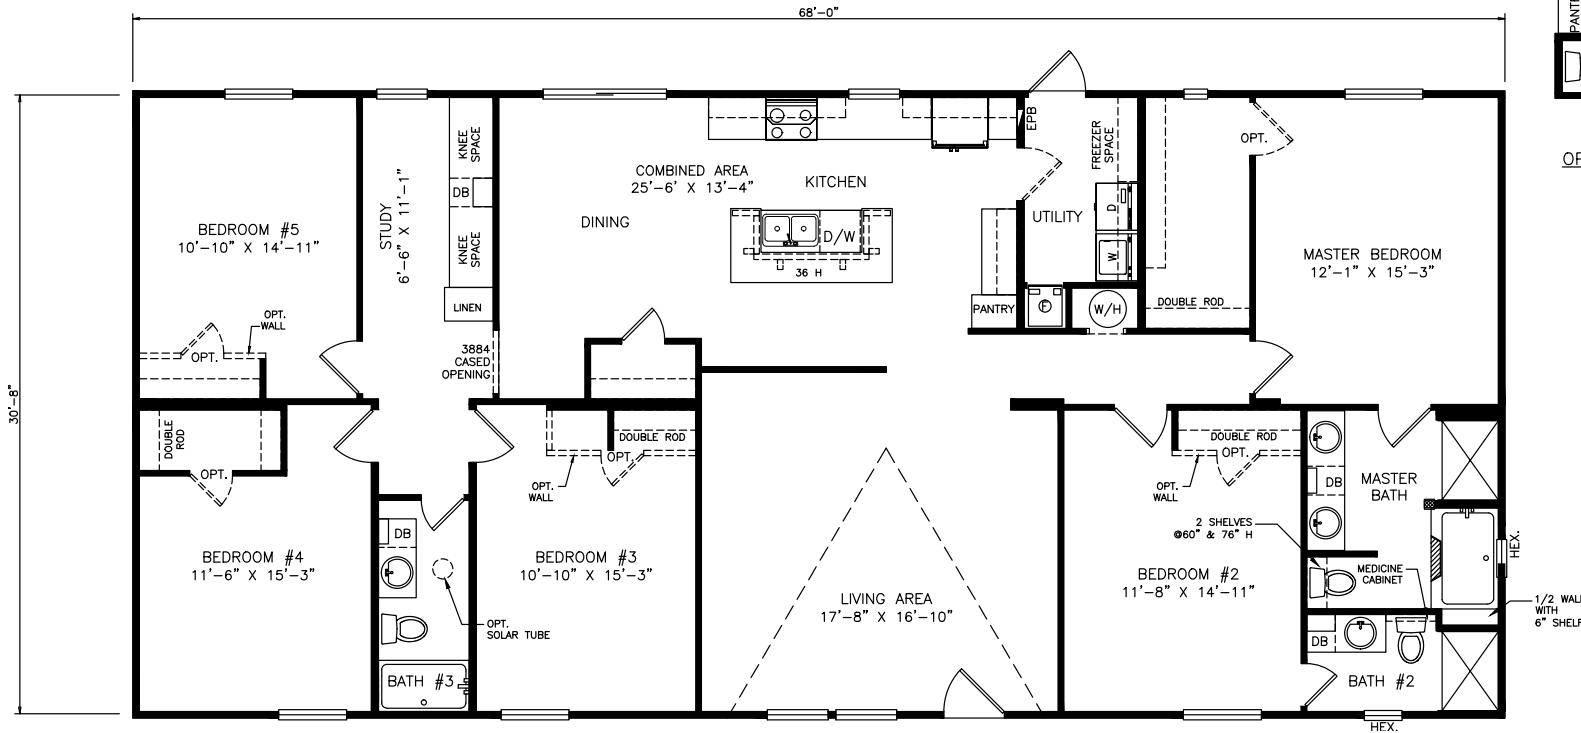 68'-0"
PANTR
30'-8"
BEDROOM #5
10'-10" X 14'-11"
STUDY
6'-6" X 11'-1"
KNEE
SPACE
DB
KNEE
SPACE
LINEN
COMBINED AREA
25'-6' X 13'-4"
KITCHEN
DINING
D/W
36 H
EPB
FREEZER
SPACE
UTILITY
D
W
PANTRY
F
W/H
DOUBLE ROD
OPT.
MASTER BEDROOM
12'-1" X 15'-3"
OP
OPT.
WALL
OPT.
3884
CASED
OPENING
DOUBLE
ROD
OPT.
BEDROOM #4
11'-6" X 15'-3"
DB
OPT.
SOLAR TUBE
BATH #3
DOUBLE ROD
OPT.
OPT.
WALL
BEDROOM #3
10'-10" X 15'-3"
LIVING AREA
17'-8" X 16'-10"
DOUBLE ROD
OPT.
OPT.
WALL
2 SHELVES
@60" & 76" H
BEDROOM #2
11'-8" X 14'-11"
DB
MASTER
BATH
MEDICINE
CABINET
HEX.
1/2 WALL
WITH
6" SHELF
DB
BATH #2
HEX.